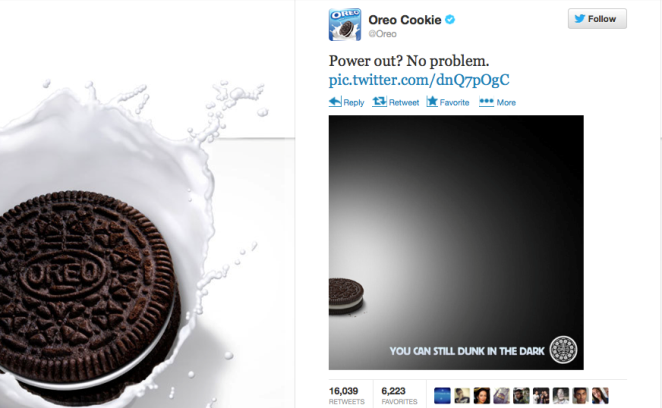 OREO
OREO
Oreo Cookie
@Oreo
Follow
Power out? No problem.
pic.twitter.com/dnQ7pOgC
Reply Retweet Favorite More
YOU CAN STILL DUNK IN THE DARK
16,039 6,223
RETWEETS FAVORITES